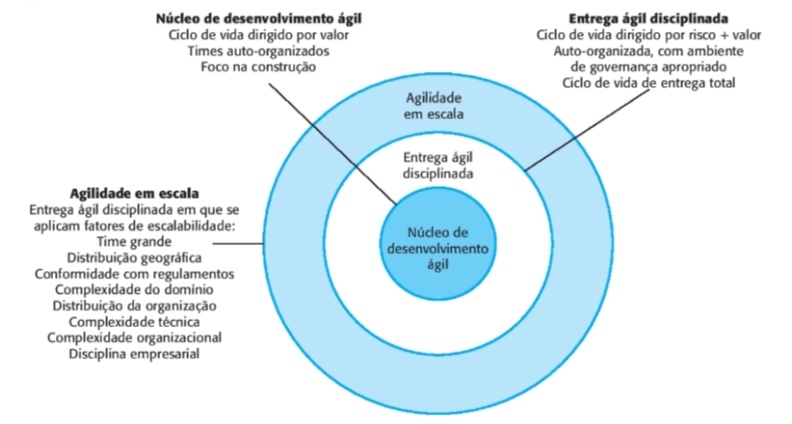 Núcleo de desenvolvimento ágil
Ciclo de vida dirigido por valor
Times auto-organizados
Foco na construção
Entrega ágil disciplinada
Ciclo de vida dirigido por risco + valor
Auto-organizada, com ambiente
de governança apropriado
Ciclo de vida de entrega total
Agilidade
em escala
Entrega ágil
disciplinada
Núcleo de
desenvolvimento
ágil
Agilidade em escala
Entrega ágil disciplinada em que se
aplicam fatores de escalabilidade:
Time grande
Distribuição geográfica
Conformidade com regulamentos
Complexidade do domínio
Distribuição da organização
Complexidade técnica
Complexidade organizacional
Disciplina empresarial